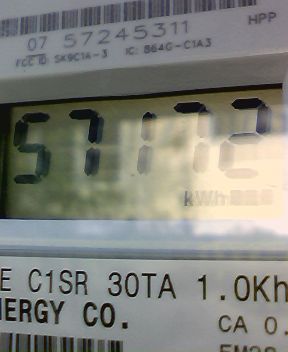 HPP
07 57245311
FCC ID: SK9C1A-3 IC: 864G-C1A3
57172
kWh
E C1SR 30TA 1.0Kh
NERGY CO.
CA 0.